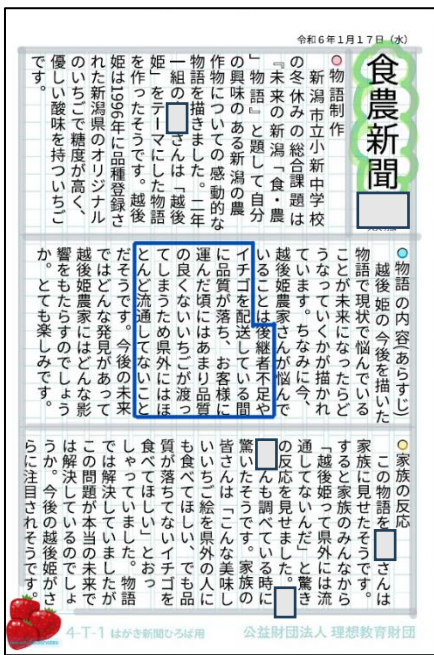 令和６年１月１７日（水）
食農新聞
○物語制作
新潟市立小新中学校
の冬休みの総合課題は
『未来の新潟「食・農
」物語』と題して自分
の興味のある新潟の農
作物についての感動的な
物語を描きました。二年
一組の
さんは「越後
姫」をテーマにした物語
を作ったそうです。越後
姫は1996年に品種登録さ
れた新潟県のオリジナル
のいちごで糖度が高く、
優しい酸味を持ついちご
です。
○物語の内容（あらすじ）
越後姫の今後を描いた
物語で現状で悩んでいる
ことが未来になったらど
うなっていくかが描かれ
ています。ちなみに今、
越後姫農家さんが悩んで
いることは後継者不足や
イチゴを配送している間
に品質が落ち、お客様に
運んだ頃にはあまり品質
の良くないいちごが渡っ
てしまうため県外にはほ
とんど流通してないこと
だそうです。今後の未来
ではどんな発見があって
越後姫農家にはどんな影
響をもたらすのでしょう
か。とても楽しみです。
○家族の反応
この物語を
さんは
家族に見せたそうです。
すると家族のみんなから
「越後姫って県外には流
通してないんだ」と驚き
の反応を見せました。
んも調べている時に
驚いたそうです。家族の
皆さんは「こんな美味し
いいちご絵を県外の人に
も食べてほしい、でも品
質が落ちてないイチゴを
食べてほしい」とおっ
しゃっていました。物語
では解決していましたが
この問題が本当の未来で
は解決しているのでしょ
うか。今後の越後姫がさ
らに注目されそうです。
4-T-1 はがき新聞ひろば用
公益財団法人 理想教育財団